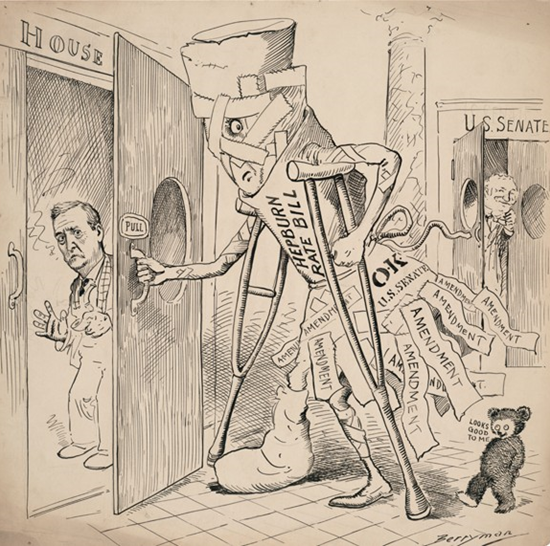 HOUSE
PULL
HEPBURN
RATE BILL
OK
U.S. SENATE
U.S. SENATE
AMENDMENT
AMENDMENT
AMENDMENT
AMENDMENT
AMENDMENT
AMENDMENT
AMENDMENT
LOOKS
GOOD
TO ME
Berryman